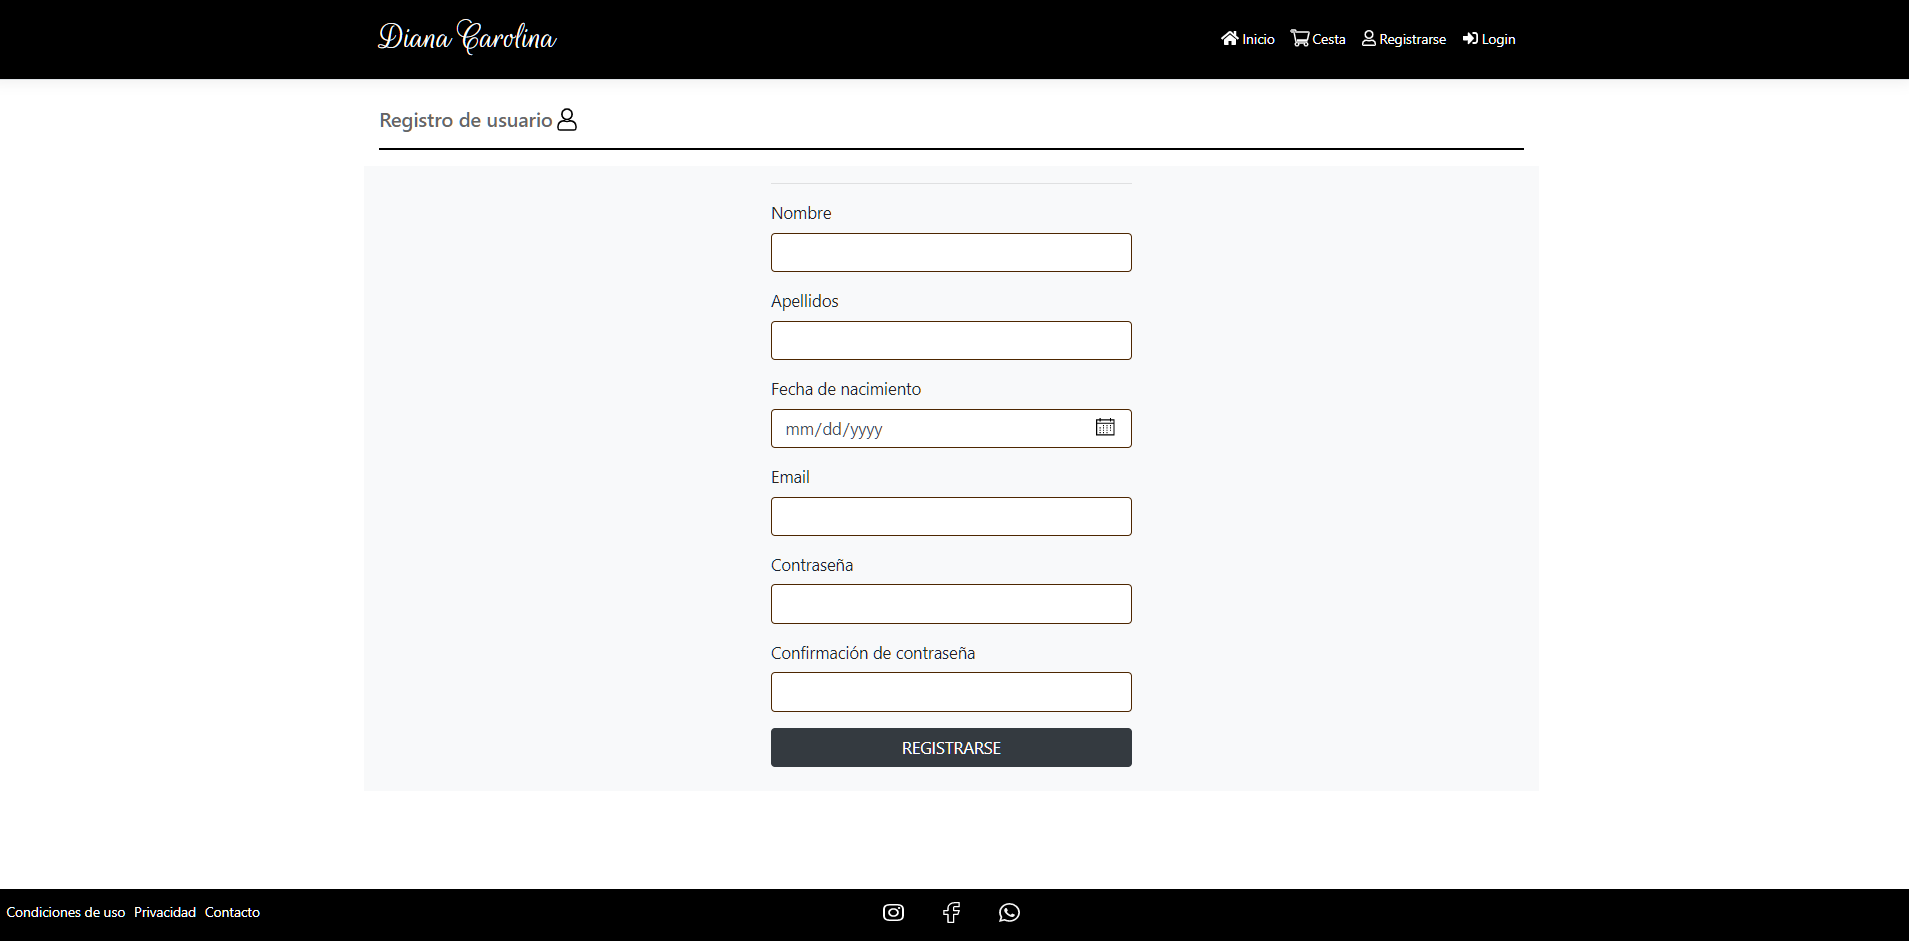 Diana Carolina
Inicio Cesta Registrarse Login
Registro de usuario
Nombre
Apellidos
Fecha de nacimiento
mm/dd/yyyy
Email
Contraseña
Confirmación de contraseña
REGISTRARSE
Condiciones de uso Privacidad Contacto